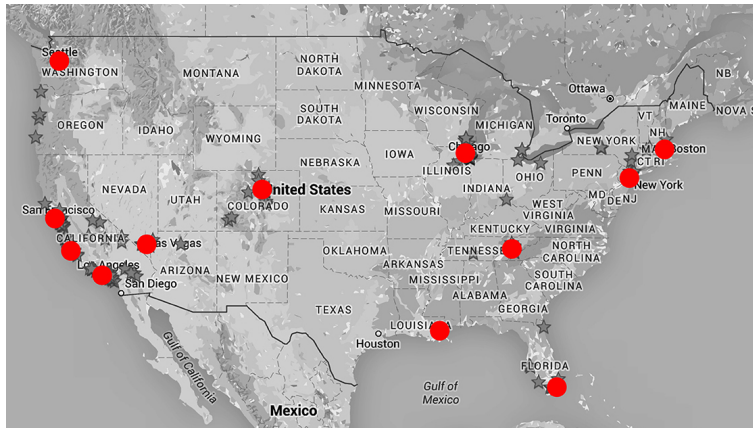 Seattle
WASHINGTON
MONTANA
NORTH
DAKOTA
MINNESOTA
Ottawa
NB
MAINE
NOVA S
OREGON
IDAHO
WYOMING
SOUTH
DAKOTA
WISCONSIN
MICHIGAN
Toronto
VT
NH
NEW YORK
MA
Boston
CT RI
Chicago
IOWA
NEBRASKA
ILLINOIS
INDIANA
OHIO
PENN
New York
MD
DE
NJ
NEVADA
UTAH
COLORADO
United States
KANSAS
MISSOURI
WEST
VIRGINIA
KENTUCKY
VIRGINIA
San Francisco
CALIFORNIA
Las Vegas
Los Angeles
San Diego
ARIZONA
NEW MEXICO
OKLAHOMA
ARKANSAS
TENNESSEE
NORTH
CAROLINA
SOUTH
CAROLINA
MISSISSIPPI
ALABAMA
GEORGIA
TEXAS
LOUISIANA
Houston
FLORIDA
Gulf of
Mexico
Gulf of California
Mexico